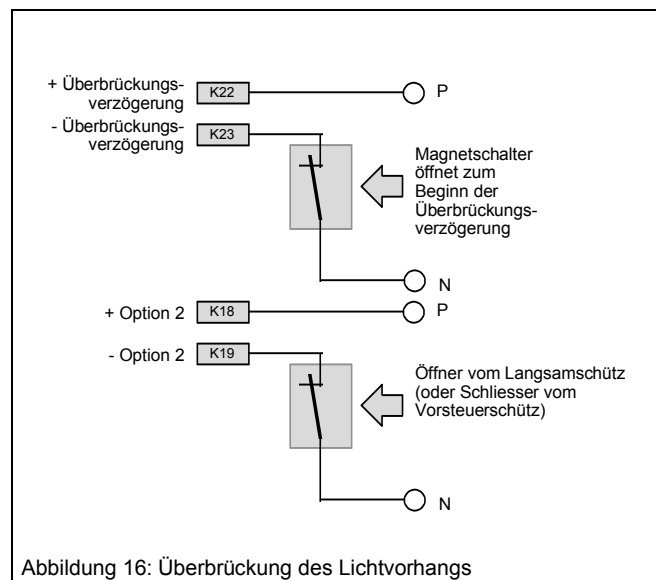 + Überbrückungs-
verzögerung
K22
P
- Überbrückungs-
verzögerung
K23
Magnetschalter
öffnet zum
Beginn der
Überbrückungs-
verzögerung
N
+ Option 2
K18
P
- Option 2
K19
Öffner vom Langsamschütz
(oder Schliesser vom
Vorsteuerschütz)
N
Abbildung 16: Überbrückung des Lichtvorhangs